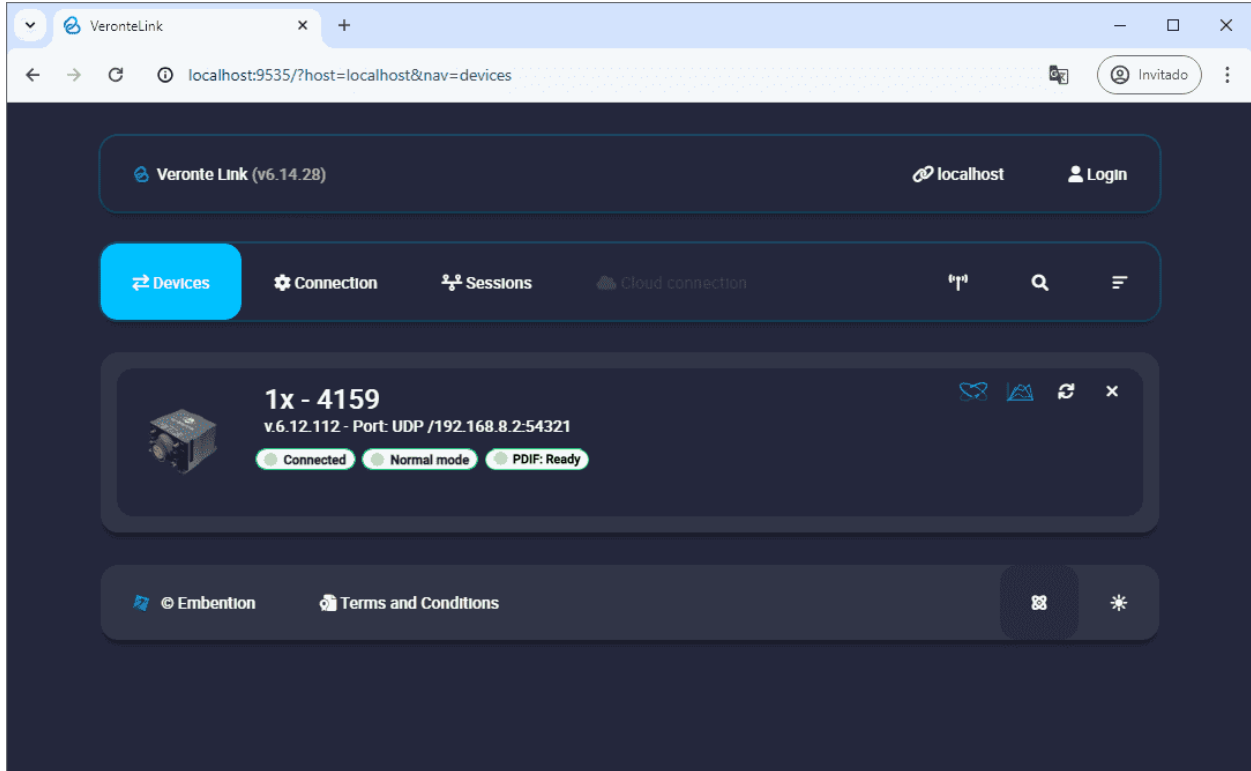 VeronteLink
localhost:9535/?host=localhost&nav=devices
Invitado
Veronte Link (v6.14.28)
localhost
Login
Devices
Connection
Sessions
Cloud connection
1x - 4159
v.6.12.112 - Port: UDP /192.168.8.2:54321
Connected
Normal mode
PDIF: Ready
© Embention
Terms and Conditions